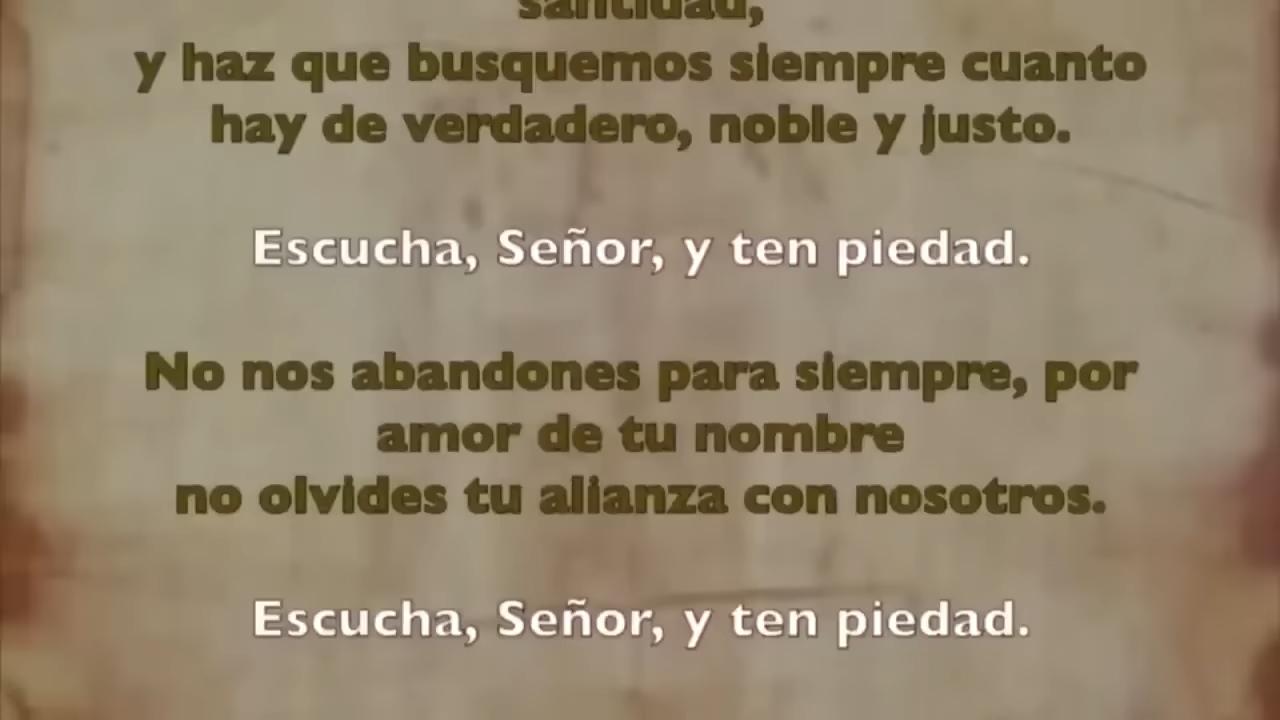 santidad,
y haz que busquemos siempre cuanto
hay de verdadero, noble y justo.
Escucha, Señor, y ten piedad.
No nos abandones para siempre, por
amor de tu nombre
no olvides tu alianza con nosotros.
Escucha, Señor, y ten piedad.